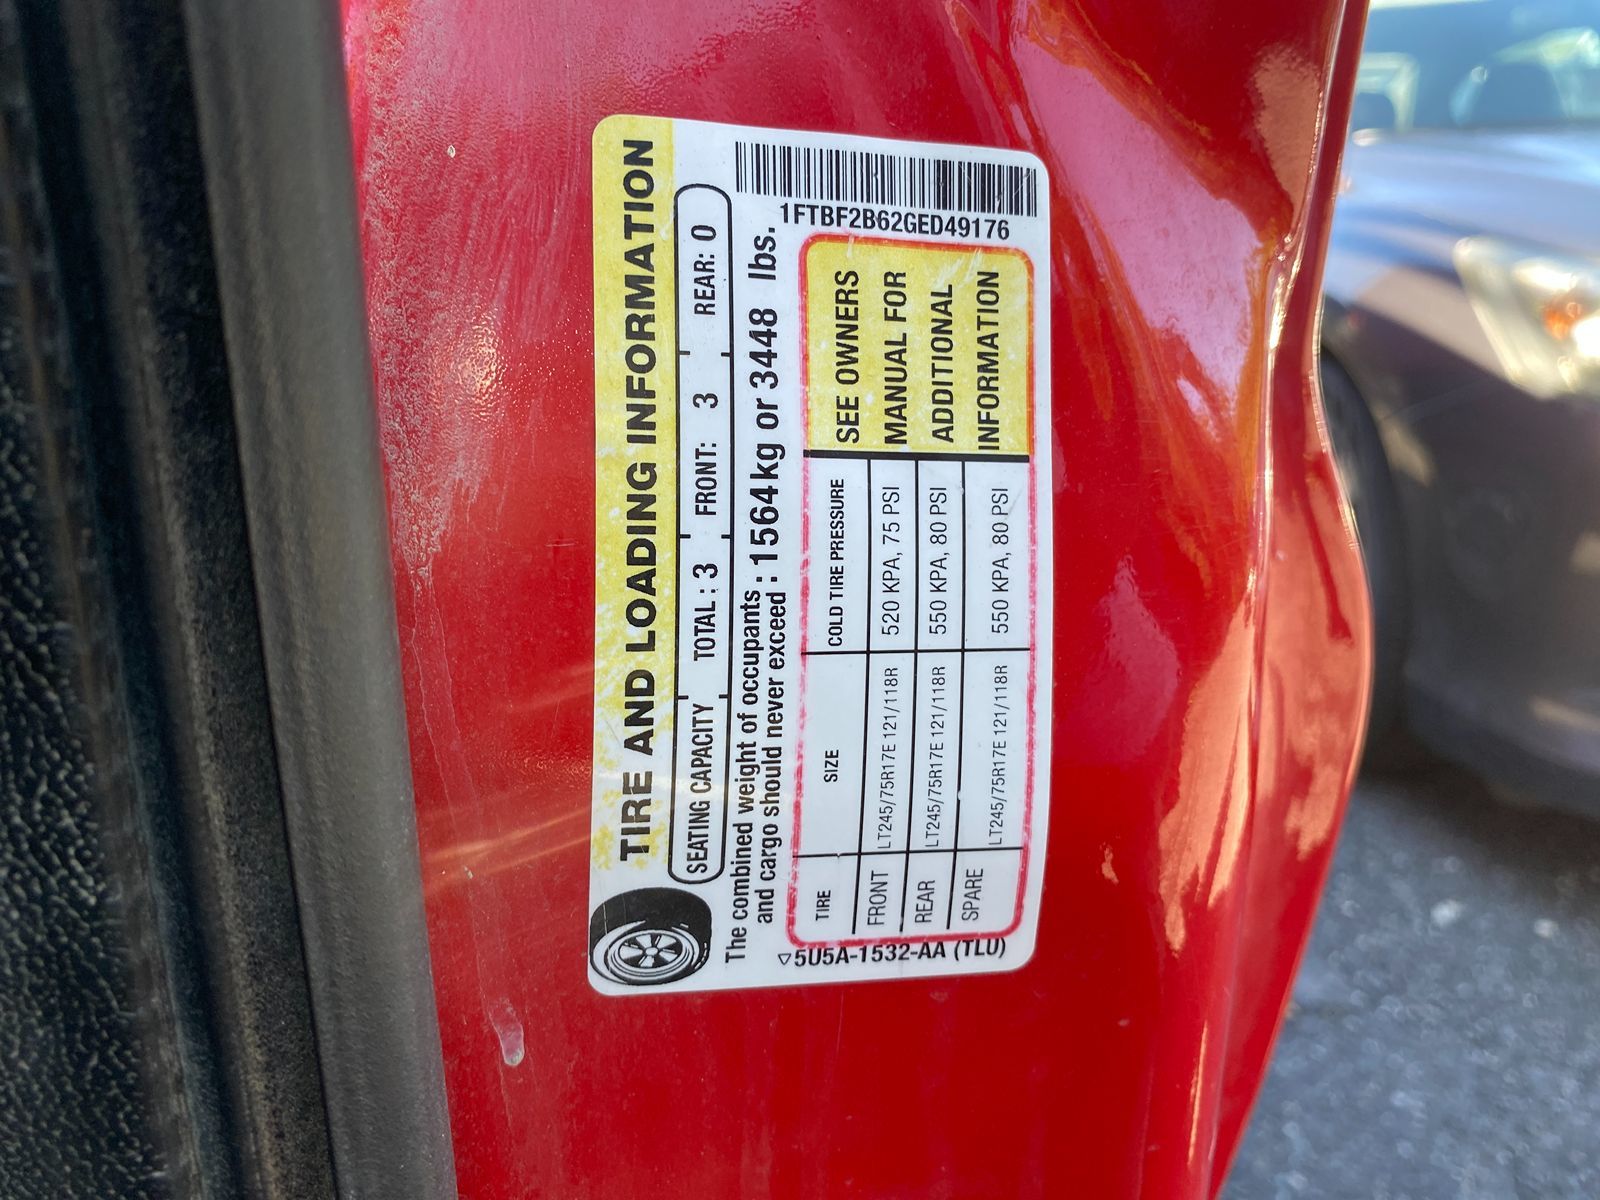 TIRE AND LOADING INFORMATION
SEATING CAPACITY TOTAL: 3 FRONT: 3 REAR: 0
The combined weight of occupants
and cargo should never exceed : 1564kg or 3448 lbs.
1FTBF2B62GED49176
TIRE SIZE COLD TIRE PRESSURE
FRONT LT245/75R17E 121/118R 520 KPA, 75 PSI
REAR LT245/75R17E 121/118R 550 KPA, 80 PSI
SPARE LT245/75R17E 121/118R 550 KPA, 80 PSI
SEE OWNERS
MANUAL FOR
ADDITIONAL
INFORMATION
5U5A-1532-AA (TLU)